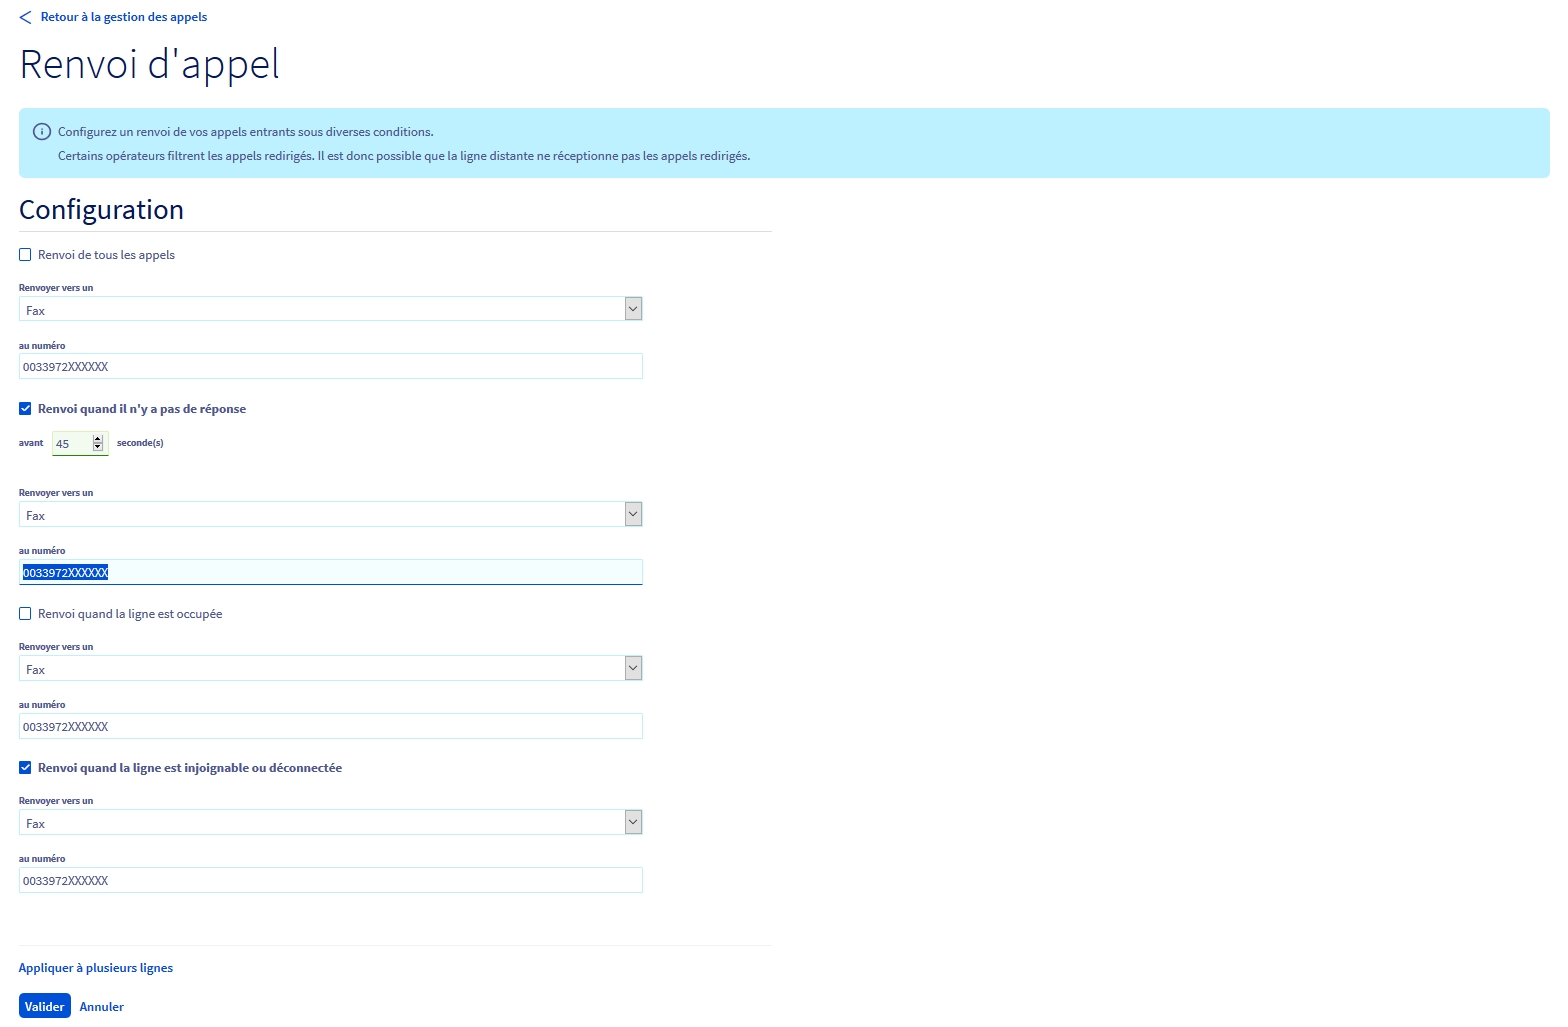 Retour à la gestion des appels
Renvoi d'appel
Configurez un renvoi de vos appels entrants sous diverses conditions.
Certains opérateurs filtrent les appels redirigés. Il est donc possible que la ligne distante ne réceptionne pas les appels redirigés.
Configuration
Renvoi de tous les appels
Renvoyer vers un
Fax
au numéro
0033972XXXXXX
Renvoi quand il n'y a pas de réponse
avant 45 seconde(s)
Renvoyer vers un
Fax
au numéro
0033972XXXXXX
Renvoi quand la ligne est occupée
Renvoyer vers un
Fax
au numéro
0033972XXXXXX
Renvoi quand la ligne est injoignable ou déconnectée
Renvoyer vers un
Fax
au numéro
0033972XXXXXX
Appliquer à plusieurs lignes
Valider Annuler